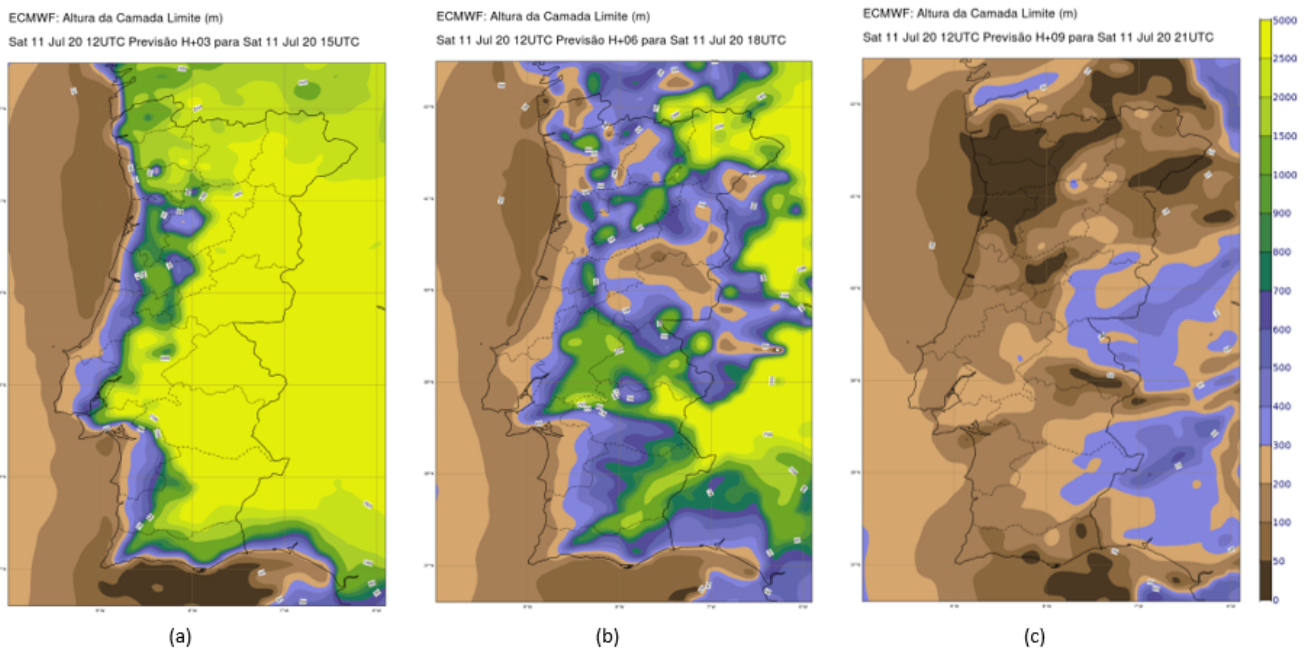 ECMWF: Altura da Camada Limite (m)
Sat 11 Jul 20 12UTC Previsão H+03 para Sat 11 Jul 20 15UTC
ECMWF: Altura da Camada Limite (m)
Sat 11 Jul 20 12UTC Previsão H+06 para Sat 11 Jul 20 18UTC
ECMWF: Altura da Camada Limite (m)
Sat 11 Jul 20 12UTC Previsão H+09 para Sat 11 Jul 20 21UTC
5000
2500
2000
1500
1000
900
800
700
600
500
400
300
200
100
50
0
(a)
(b)
(c)